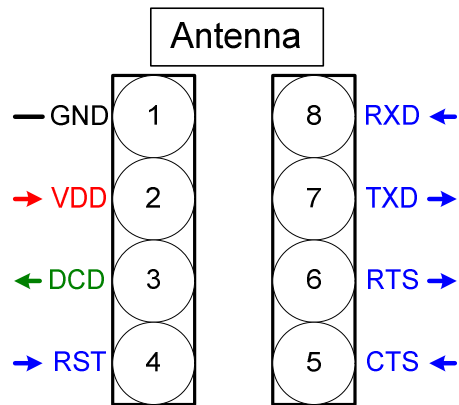 Antenna
GND 1 8 RXD
VDD 2 7 TXD
DCD 3 6 RTS
RST 4 5 CTS